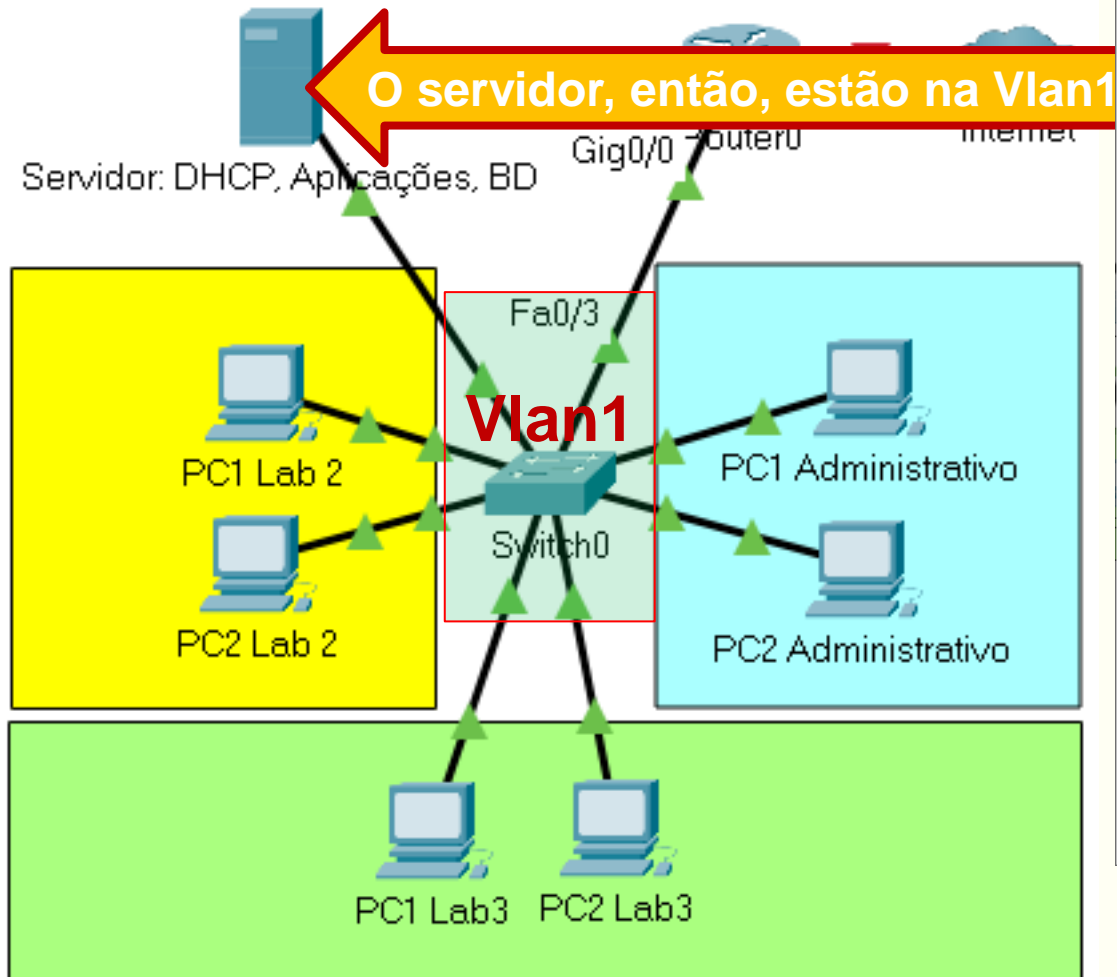 O servidor, então, estão na Vlan1
Gig0/0
Servidor: DHCP, Aplicações, BD
Fa0/3
Vlan1
PC1 Lab 2
PC1 Administrativo
Switch0
PC2 Lab 2
PC2 Administrativo
PC1 Lab3
PC2 Lab3